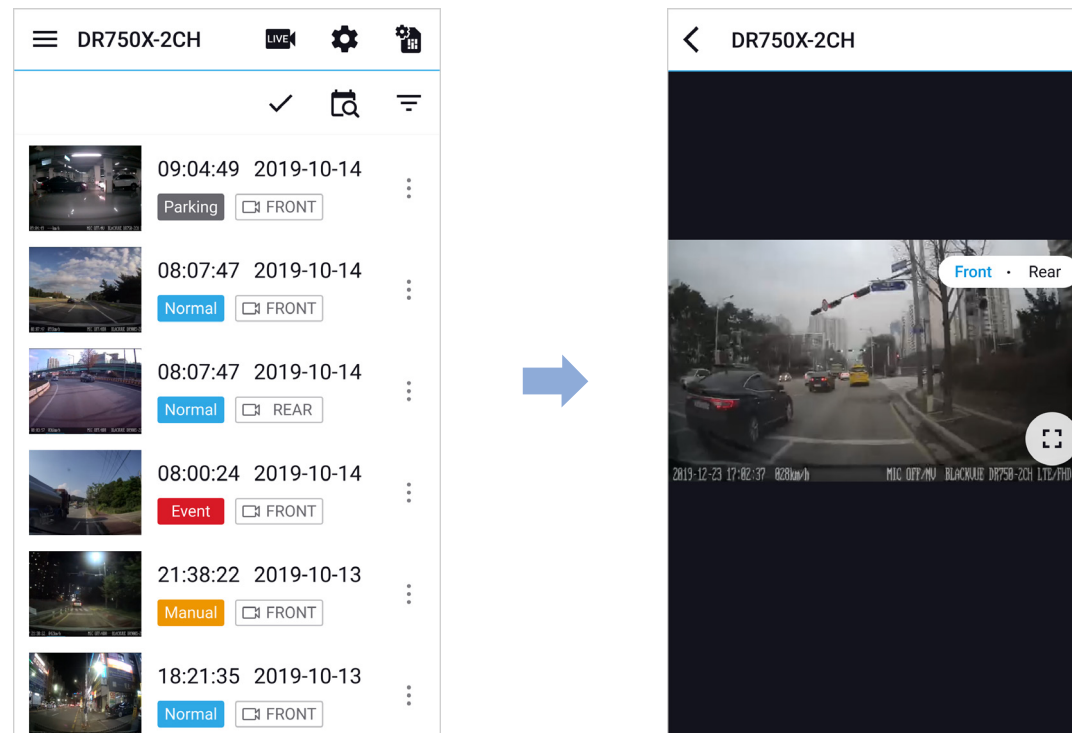 DR750X-2CH
LIVE
09:04:49 2019-10-14
Parking FRONT
08:07:47 2019-10-14
Normal FRONT
08:07:47 2019-10-14
Normal REAR
08:00:24 2019-10-14
Event FRONT
21:38:22 2019-10-13
Manual FRONT
18:21:35 2019-10-13
Normal FRONT
DR750X-2CH
Front · Rear
2019-12-23 17:02:37 028km/h MIC OFF/NV BLACKVUE DR750-2CH LTE/FHD